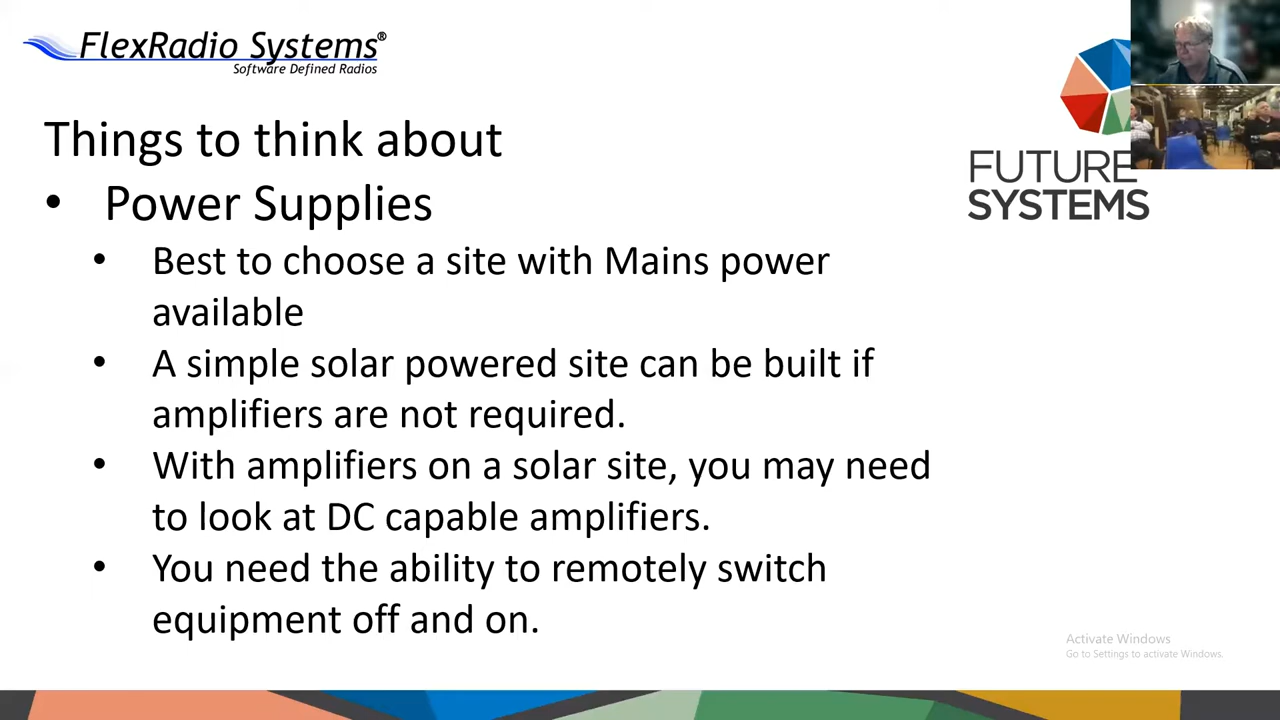 FlexRadio Systems®
Software Defined Radios
FUTURE
SYSTEMS
Things to think about
• Power Supplies
• Best to choose a site with Mains power
available
• A simple solar powered site can be built if
amplifiers are not required.
• With amplifiers on a solar site, you may need
to look at DC capable amplifiers.
• You need the ability to remotely switch
equipment off and on.
Activate Windows
Go to Settings to activate Windows.